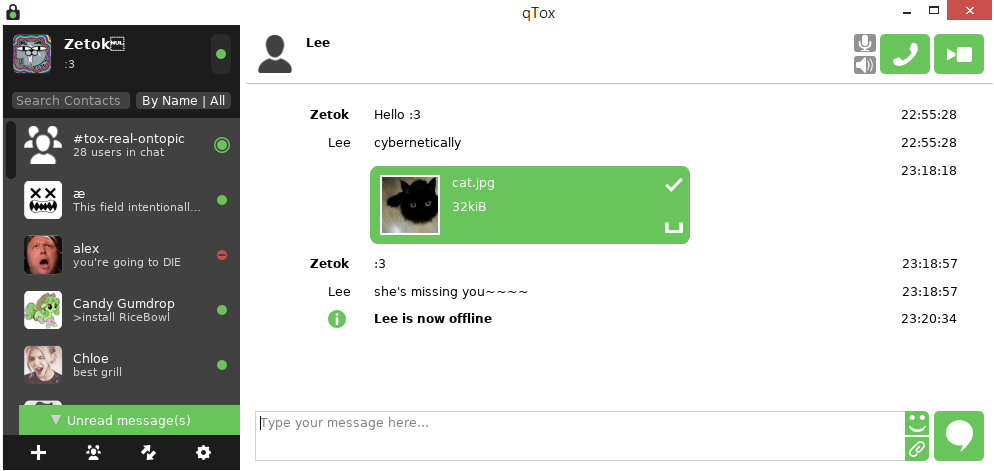 qTox
Zetok
:3
Search Contacts
By Name | All
#tox-real-ontopic
28 users in chat
æ
This field intentionall...
alex
you're going to DIE
Candy Gumdrop
>install RiceBowl
Chloe
best grill
Unread message(s)
Lee
Zetok Hello :3 22:55:28
Lee cybernetically 22:55:28
cat.jpg 23:18:18
32kiB
Zetok :3 23:18:57
Lee she's missing you~~~~ 23:18:57
Lee is now offline 23:20:34
Type your message here...